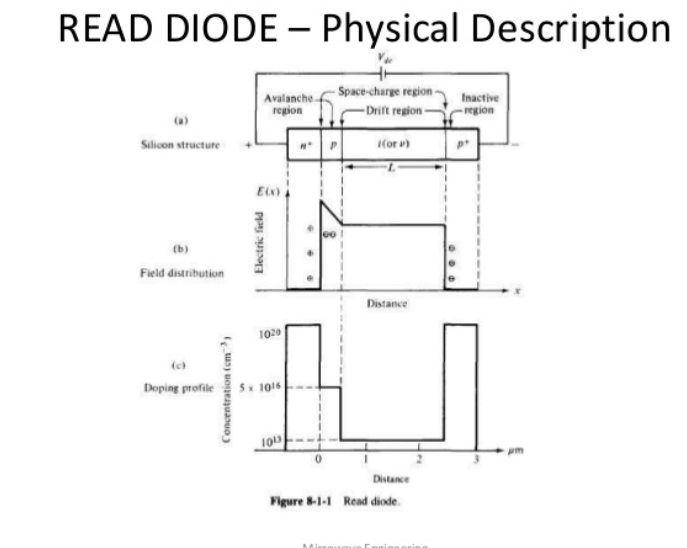 READ DIODE – Physical Description
V dc
Avalanche
region
Space-charge region
Drift region
Inactive
region
(a)
Silicon structure
+
n+
p
i(or ν)
p+
−
L
E(x)
Electric field
(b)
Field distribution
x
Distance
(c)
Doping profile
Concentration (cm⁻³)
10²⁰
5 x 10¹⁶
10¹³
0 1 2 3 μm
Distance
Figure 8-1-1 Read diode.